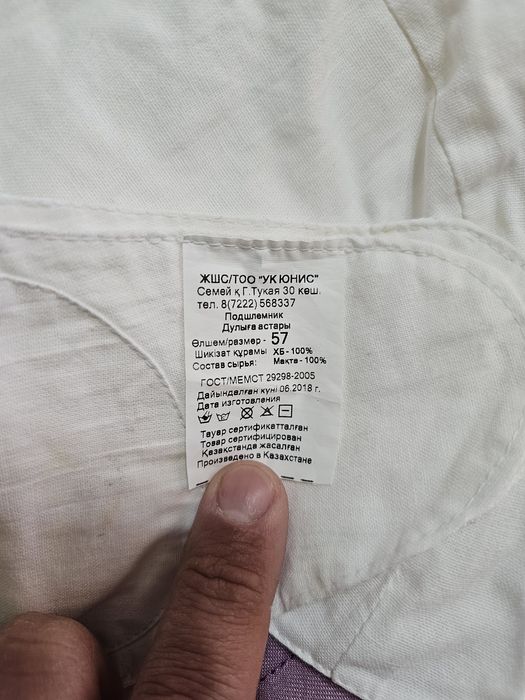 ЖШС/ТОО "УК ЮНИС"
Семей қ Г.Тукая 30 көш.
тел. 8(7222) 568337
Подшлемник
Дулыға астары
Өлшем/размер - 57
Шикізат құрамы ХБ - 100%
Состав сырья: Мақта - 100%
ГОСТ/МЕМСТ 29298-2005
Дайындалған күні 06.2018 г.
Дата изготовления
Тауар сертификатталған
Товар сертифицирован
Қазақстанда жасалған
Произведено в Казахстане